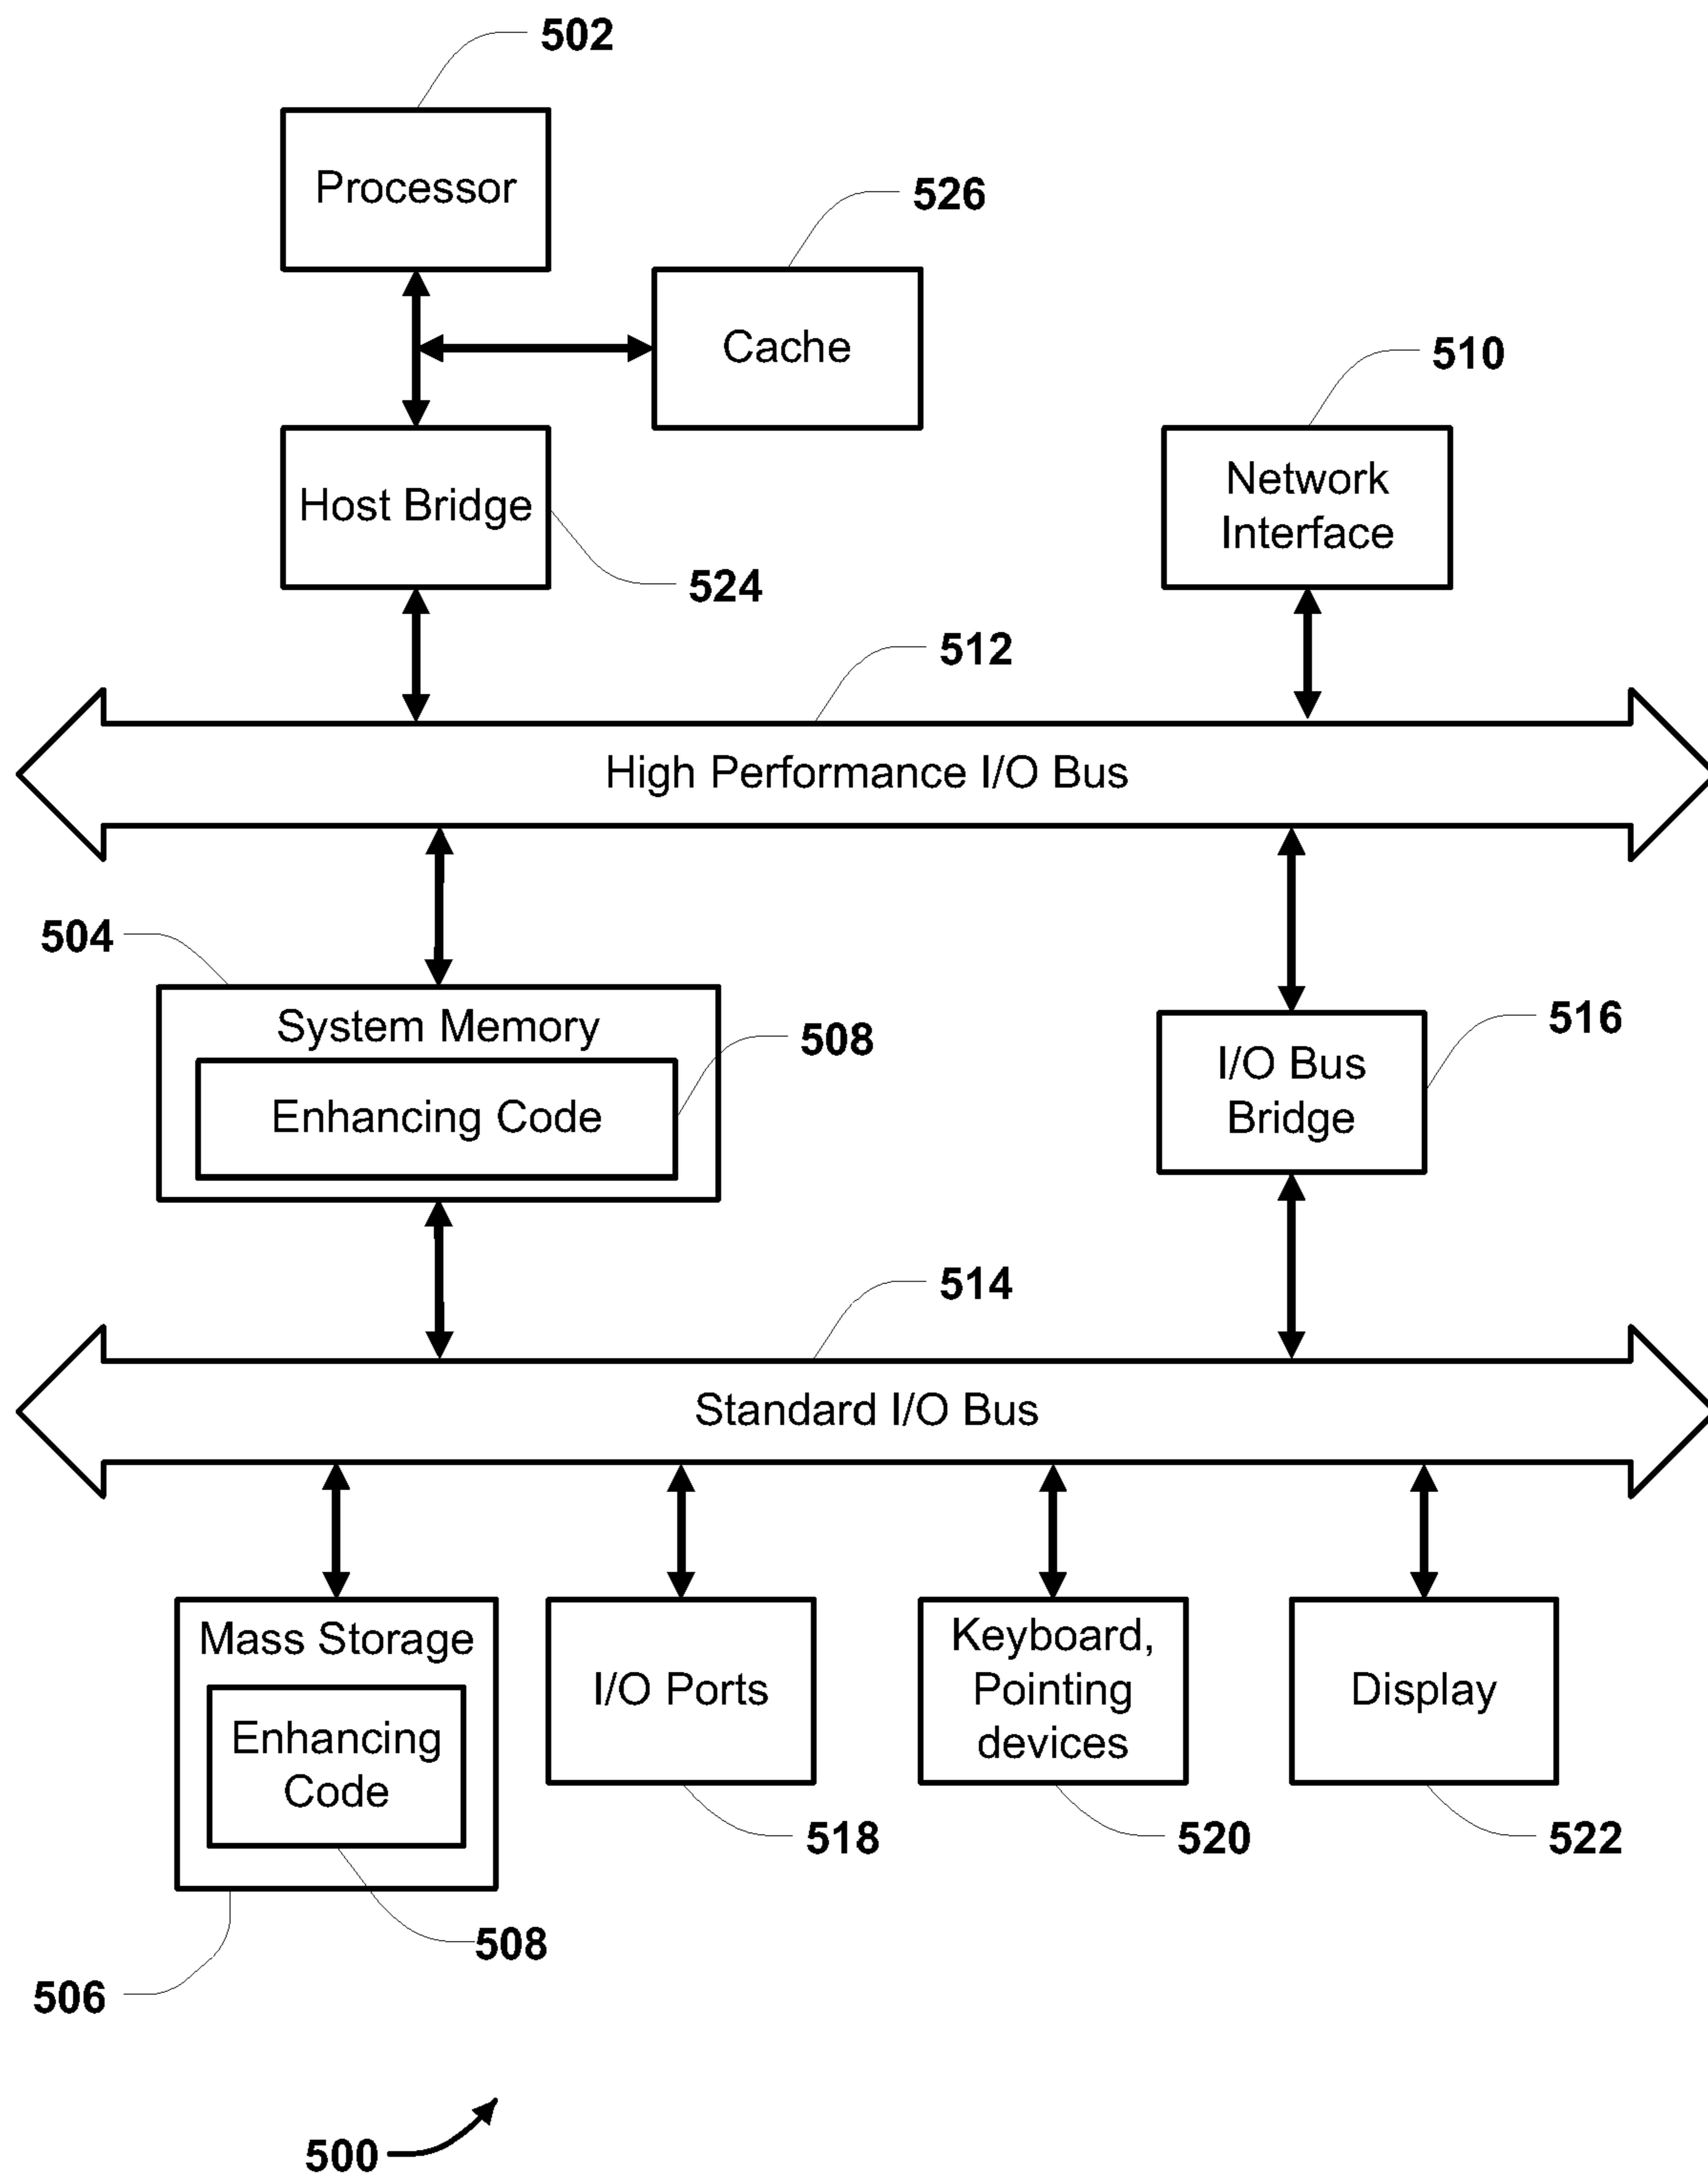 502
Processor
526
Cache
510
Network
Interface
Host Bridge
524
512
High Performance I/O Bus
504
System Memory
508
Enhancing Code
516
I/O Bus
Bridge
514
Standard I/O Bus
Mass Storage
Enhancing
Code
I/O Ports
Keyboard,
Pointing
devices
Display
518
520
522
508
506
500